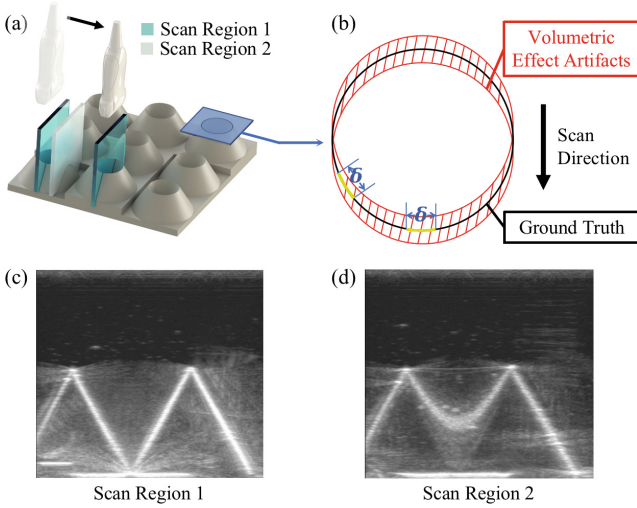 (a)
Scan Region 1
Scan Region 2
(b)
Volumetric
Effect Artifacts
Scan
Direction
Ground Truth
δ
δ
(c)
(d)
Scan Region 1
Scan Region 2